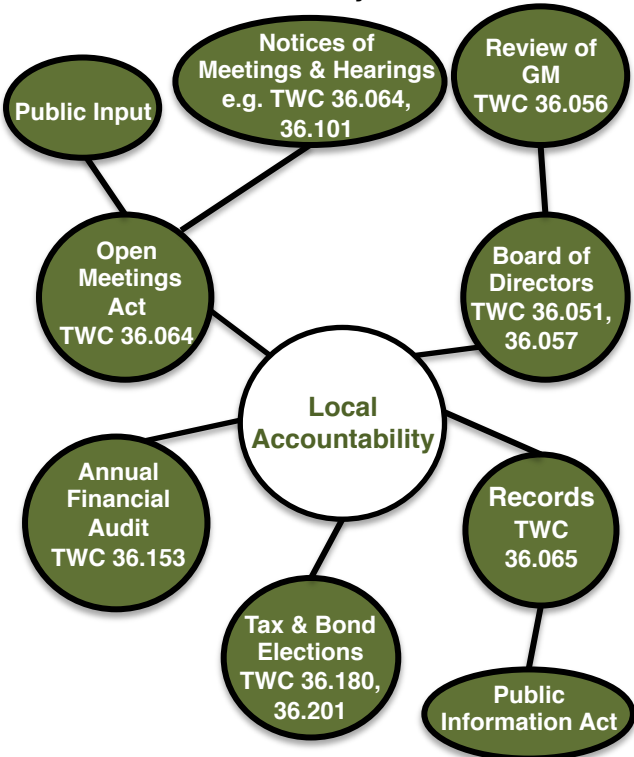 Notices of
Meetings & Hearings
e.g. TWC 36.064,
36.101
Review of
GM
TWC 36.056
Public Input
Open
Meetings
Act
TWC 36.064
Board of
Directors
TWC 36.051,
36.057
Local
Accountability
Annual
Financial
Audit
TWC 36.153
Records
TWC
36.065
Tax & Bond
Elections
TWC 36.180,
36.201
Public
Information Act